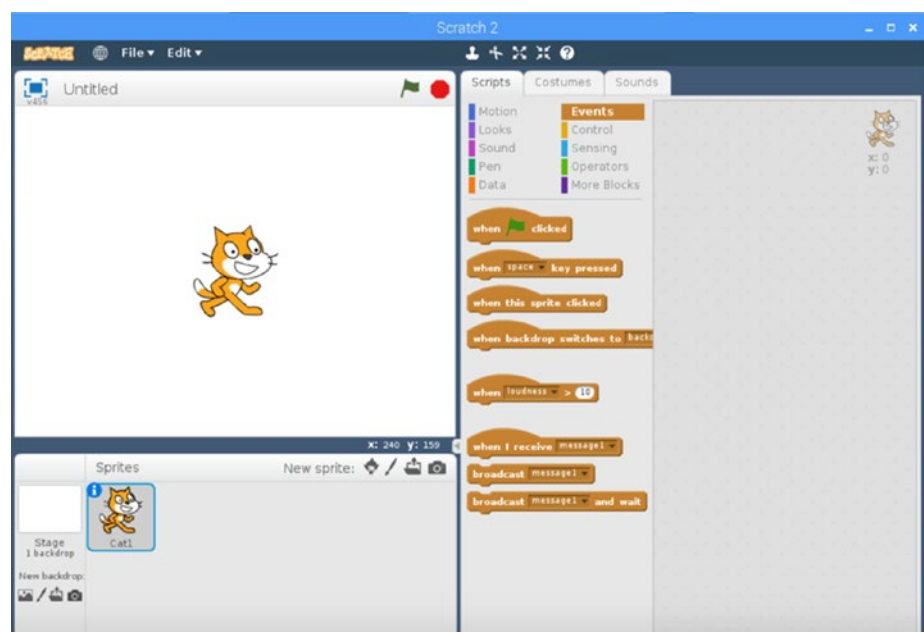 Scratch 2
SCRATCH File Edit
v456 Untitled
Scripts Costumes Sounds
Motion Events
Looks Control
Sound Sensing
Pen Operators
Data More Blocks
x: 0
y: 0
when clicked
when space key pressed
when this sprite clicked
when backdrop switches to
when loudness > 10
when I receive message1
broadcast message1
broadcast message1 and wait
x: 240 y: 159
Sprites New sprite:
Cat1
Stage
1 backdrop
New backdrop: